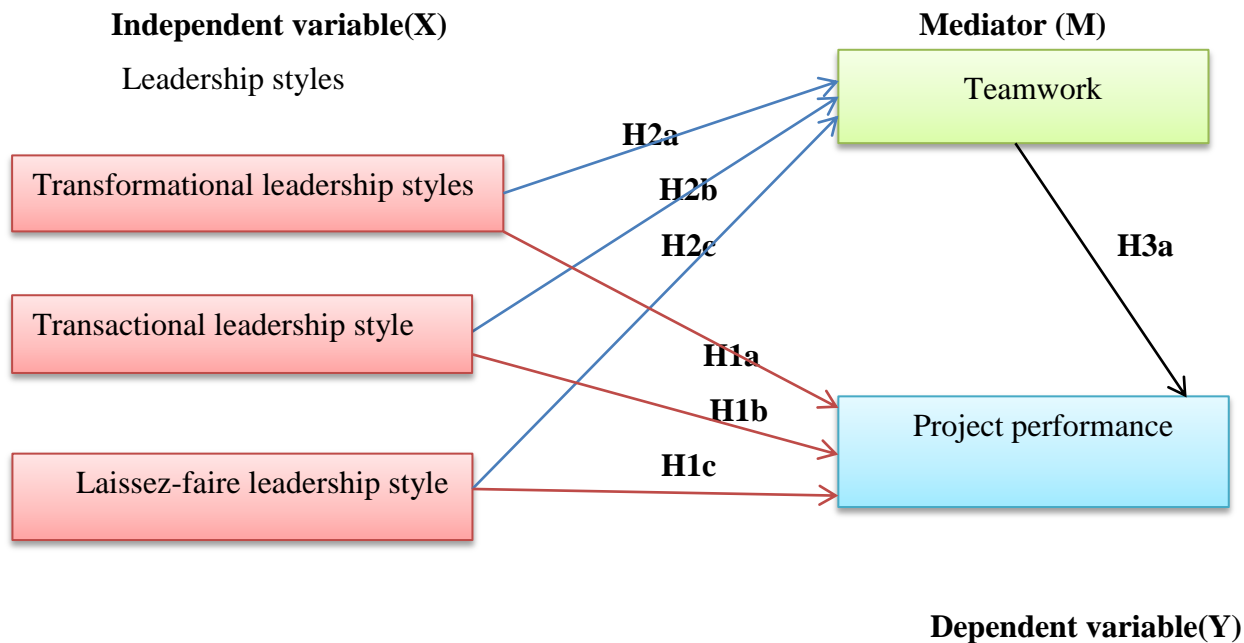 Independent variable(X)
Mediator (M)
Leadership styles
Teamwork
H2a
Transformational leadership styles
H2b
H2c
H3a
Transactional leadership style
H1a
H1b
Project performance
H1c
Laissez-faire leadership style
Dependent variable(Y)